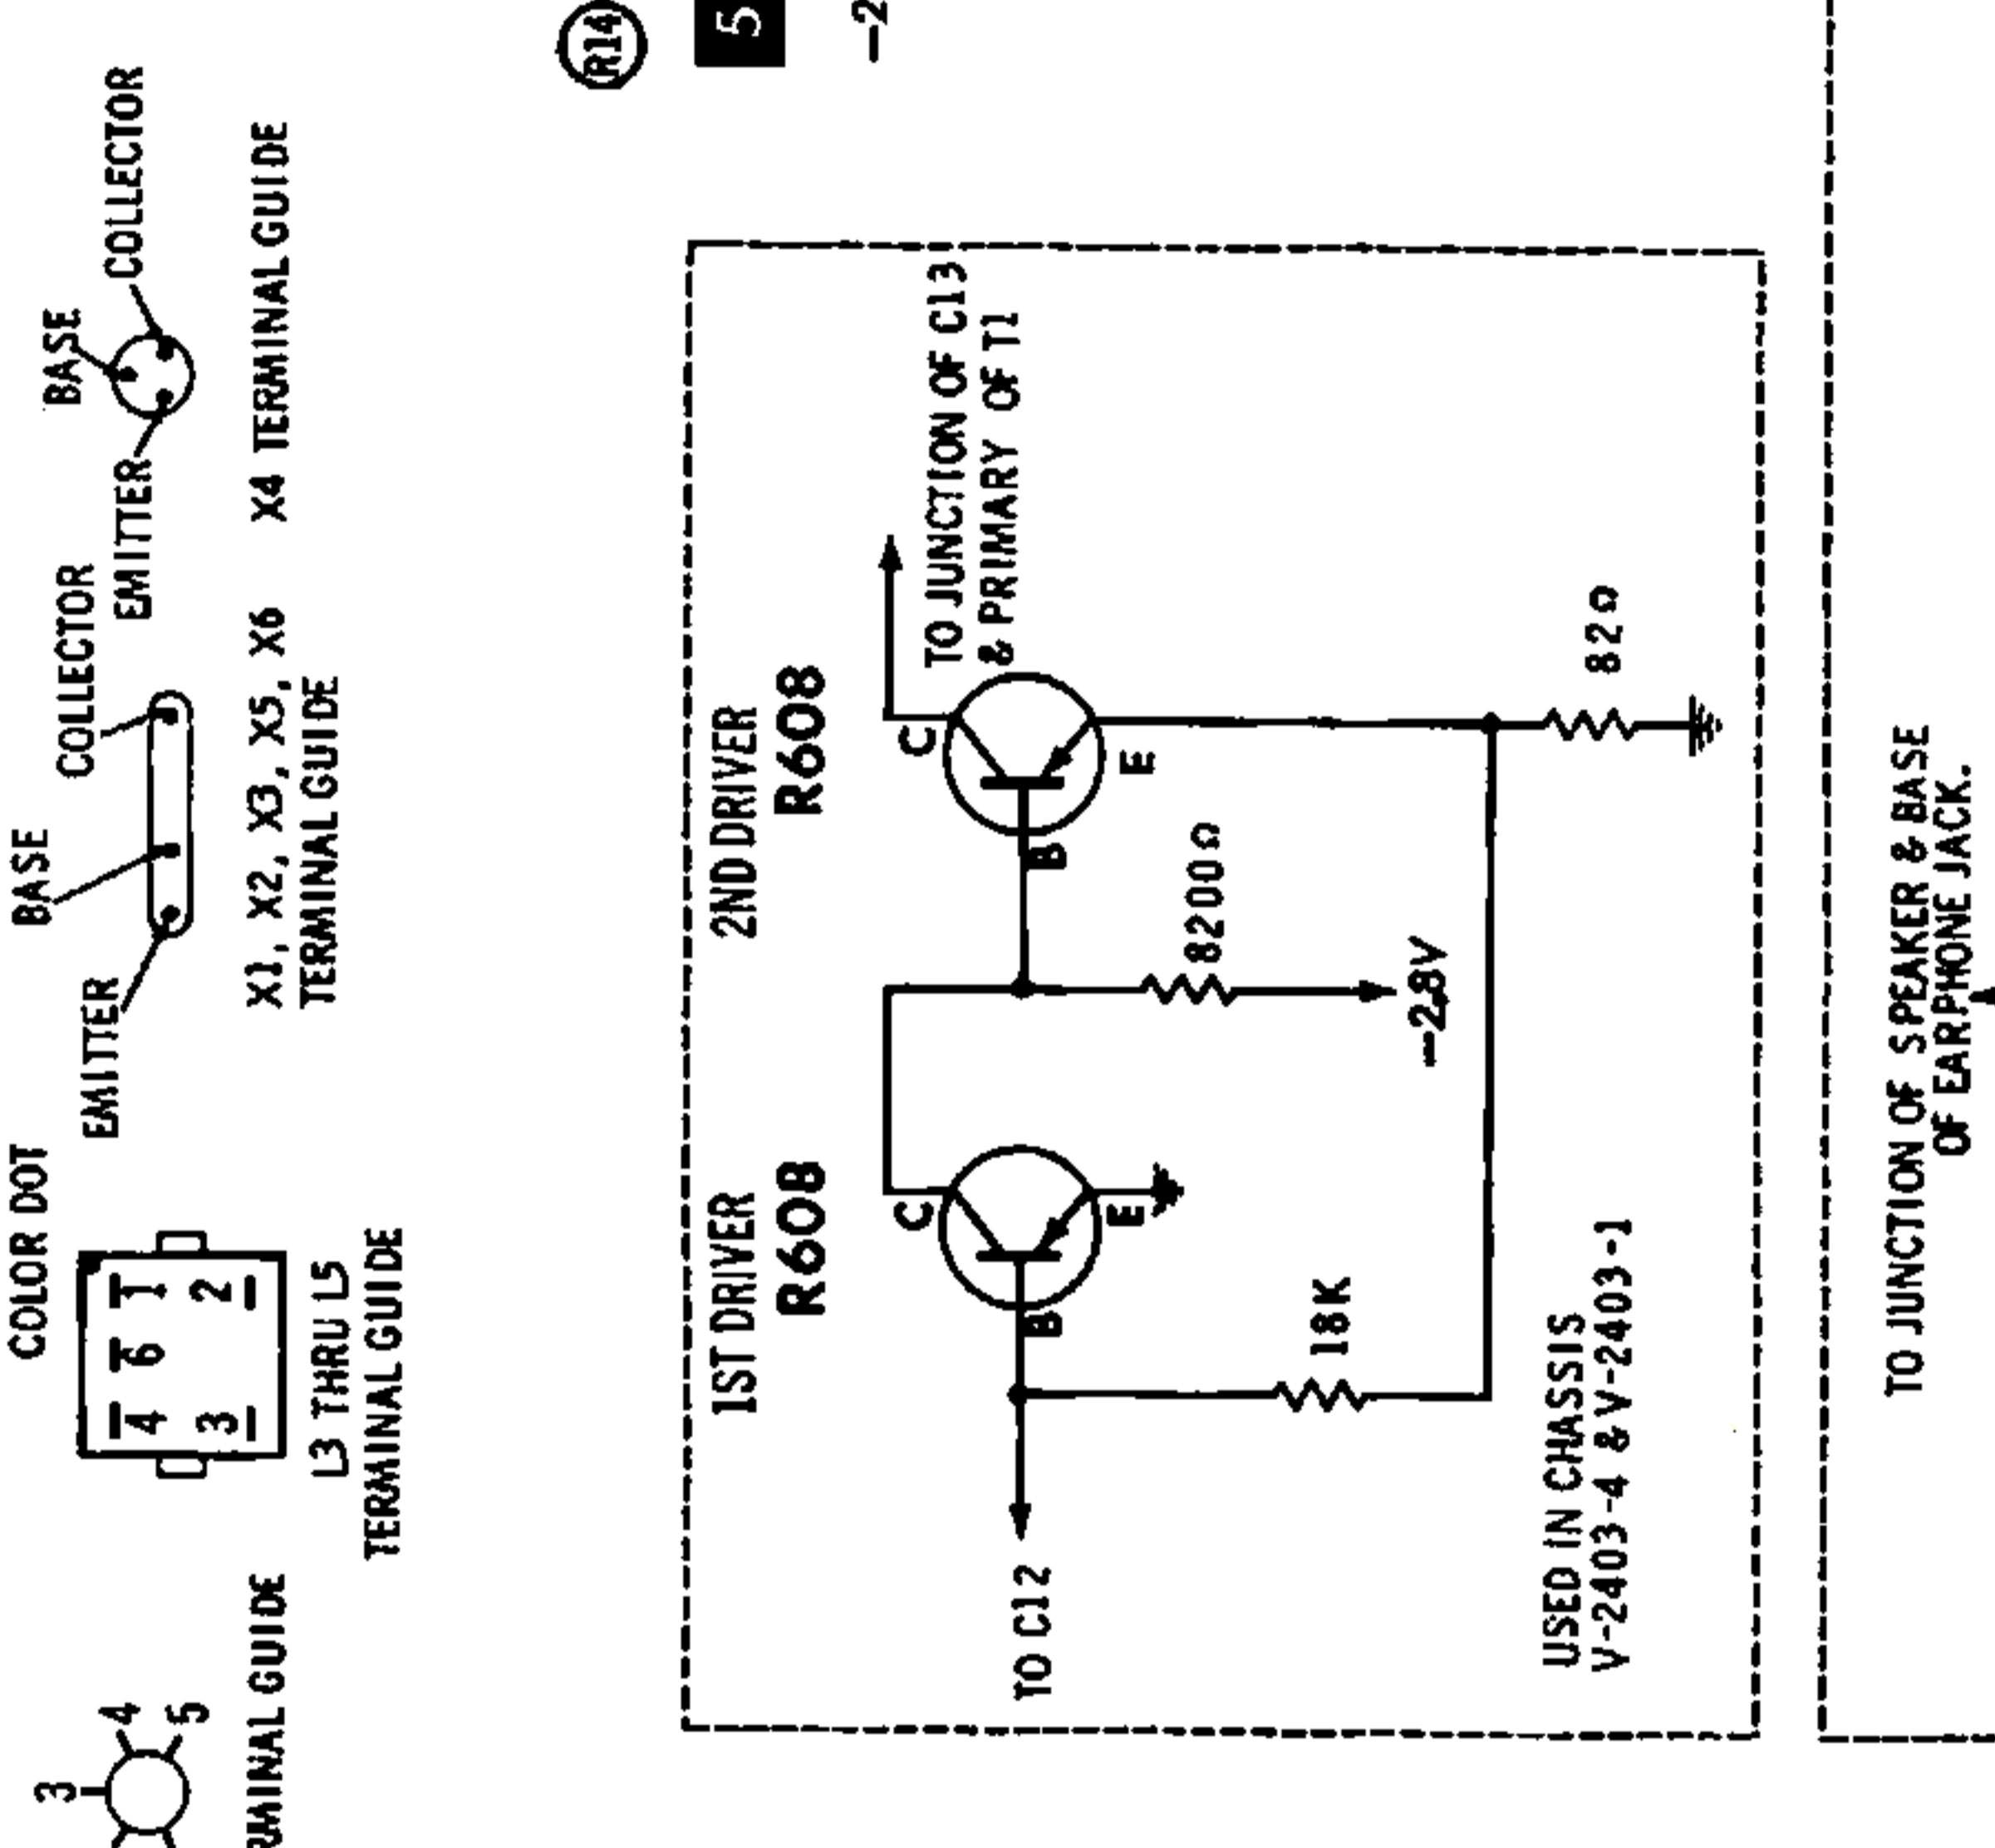 COLOR DOT
1
2
3
4
6
L3 THRU L5
TERMINAL GUIDE
EMITTER
BASE
COLLECTOR
X1, X2, X3, X5, X6
TERMINAL GUIDE
EMITTER
BASE
COLLECTOR
X4 TERMINAL GUIDE
3
4
5
GUIDE
R14
5
1ST DRIVER
R608
2ND DRIVER
R608
C
B
E
C
B
E
TO JUNCTION OF C13
& PRIMARY OF T1
TO C12
18K
8200Ω
-28V
82Ω
USED IN CHASSIS
V-2403-4 & V-2403-1
TO JUNCTION OF SPEAKER & BASE
OF EARPHONE JACK.